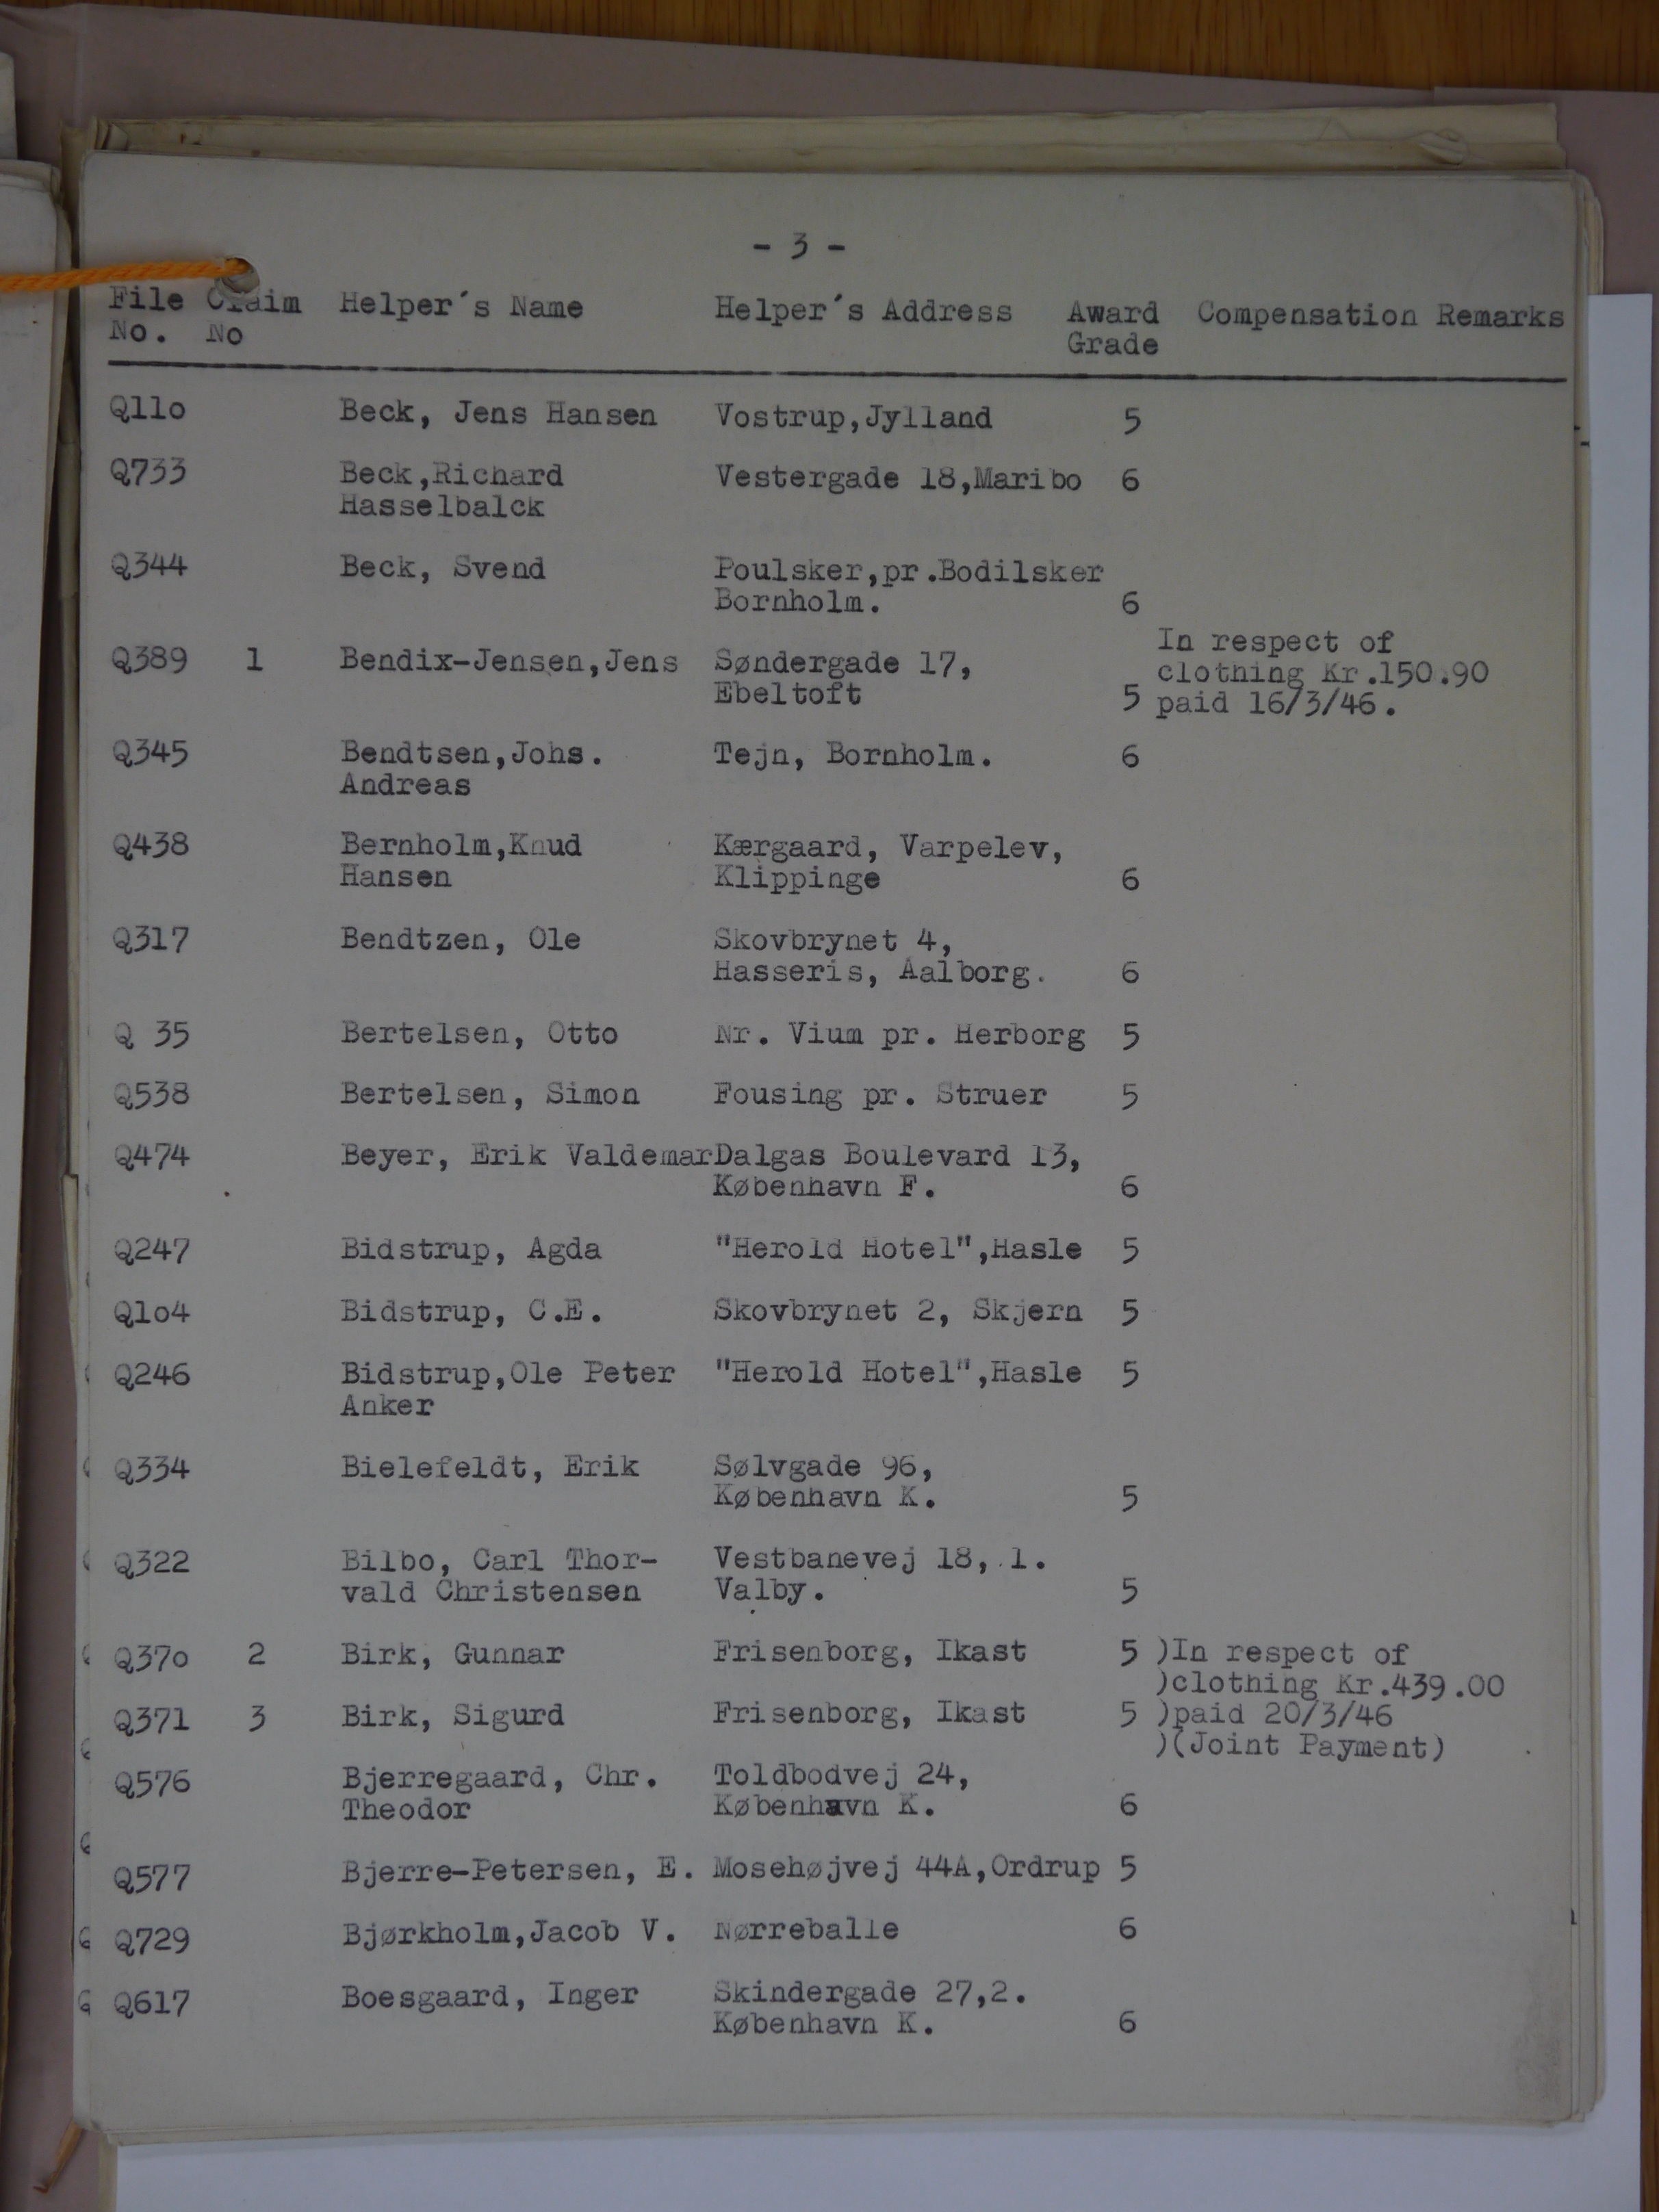 - 3 -
File Claim Helper´s Name Helper´s Address Award Compensation Remarks
No. No Grade
Q11o Beck, Jens Hansen Vostrup,Jylland 5
Q733 Beck,Richard Vestergade 18,Maribo 6
Hasselbalck
Q344 Beck, Svend Poulsker,pr.Bodilsker
Bornholm. 6
In respect of
Q389 1 Bendix-Jensen,Jens Søndergade 17, clothing Kr.150.90
Ebeltoft 5 paid 16/3/46.
Q345 Bendtsen,Johs. Tejn, Bornholm. 6
Andreas
Q438 Bernholm,Knud Kærgaard, Varpelev,
Hansen Klippinge 6
Q317 Bendtzen, Ole Skovbrynet 4,
Hasseris, Aalborg. 6
Q 35 Bertelsen, Otto Nr. Vium pr. Herborg 5
Q538 Bertelsen, Simon Fousing pr. Struer 5
Q474 Beyer, Erik Valdemar Dalgas Boulevard 13,
København F. 6
Q247 Bidstrup, Agda "Herold Hotel",Hasle 5
Q1o4 Bidstrup, C.E. Skovbrynet 2, Skjern 5
Q246 Bidstrup,Ole Peter "Herold Hotel",Hasle 5
Anker
Q334 Bielefeldt, Erik Sølvgade 96,
København K. 5
Q322 Bilbo, Carl Thor- Vestbanevej 18, 1.
vald Christensen Valby. 5
Q37o 2 Birk, Gunnar Frisenborg, Ikast 5 )In respect of
)clothing Kr.439.00
Q371 3 Birk, Sigurd Frisenborg, Ikast 5 )paid 20/3/46
)(Joint Payment)
Q576 Bjerregaard, Chr. Toldbodvej 24,
Theodor København K. 6
Q577 Bjerre-Petersen, E. Mosehøjvej 44A,Ordrup 5
Q729 Bjørkholm,Jacob V. Nørreballe 6
Q617 Boesgaard, Inger Skindergade 27,2.
København K. 6